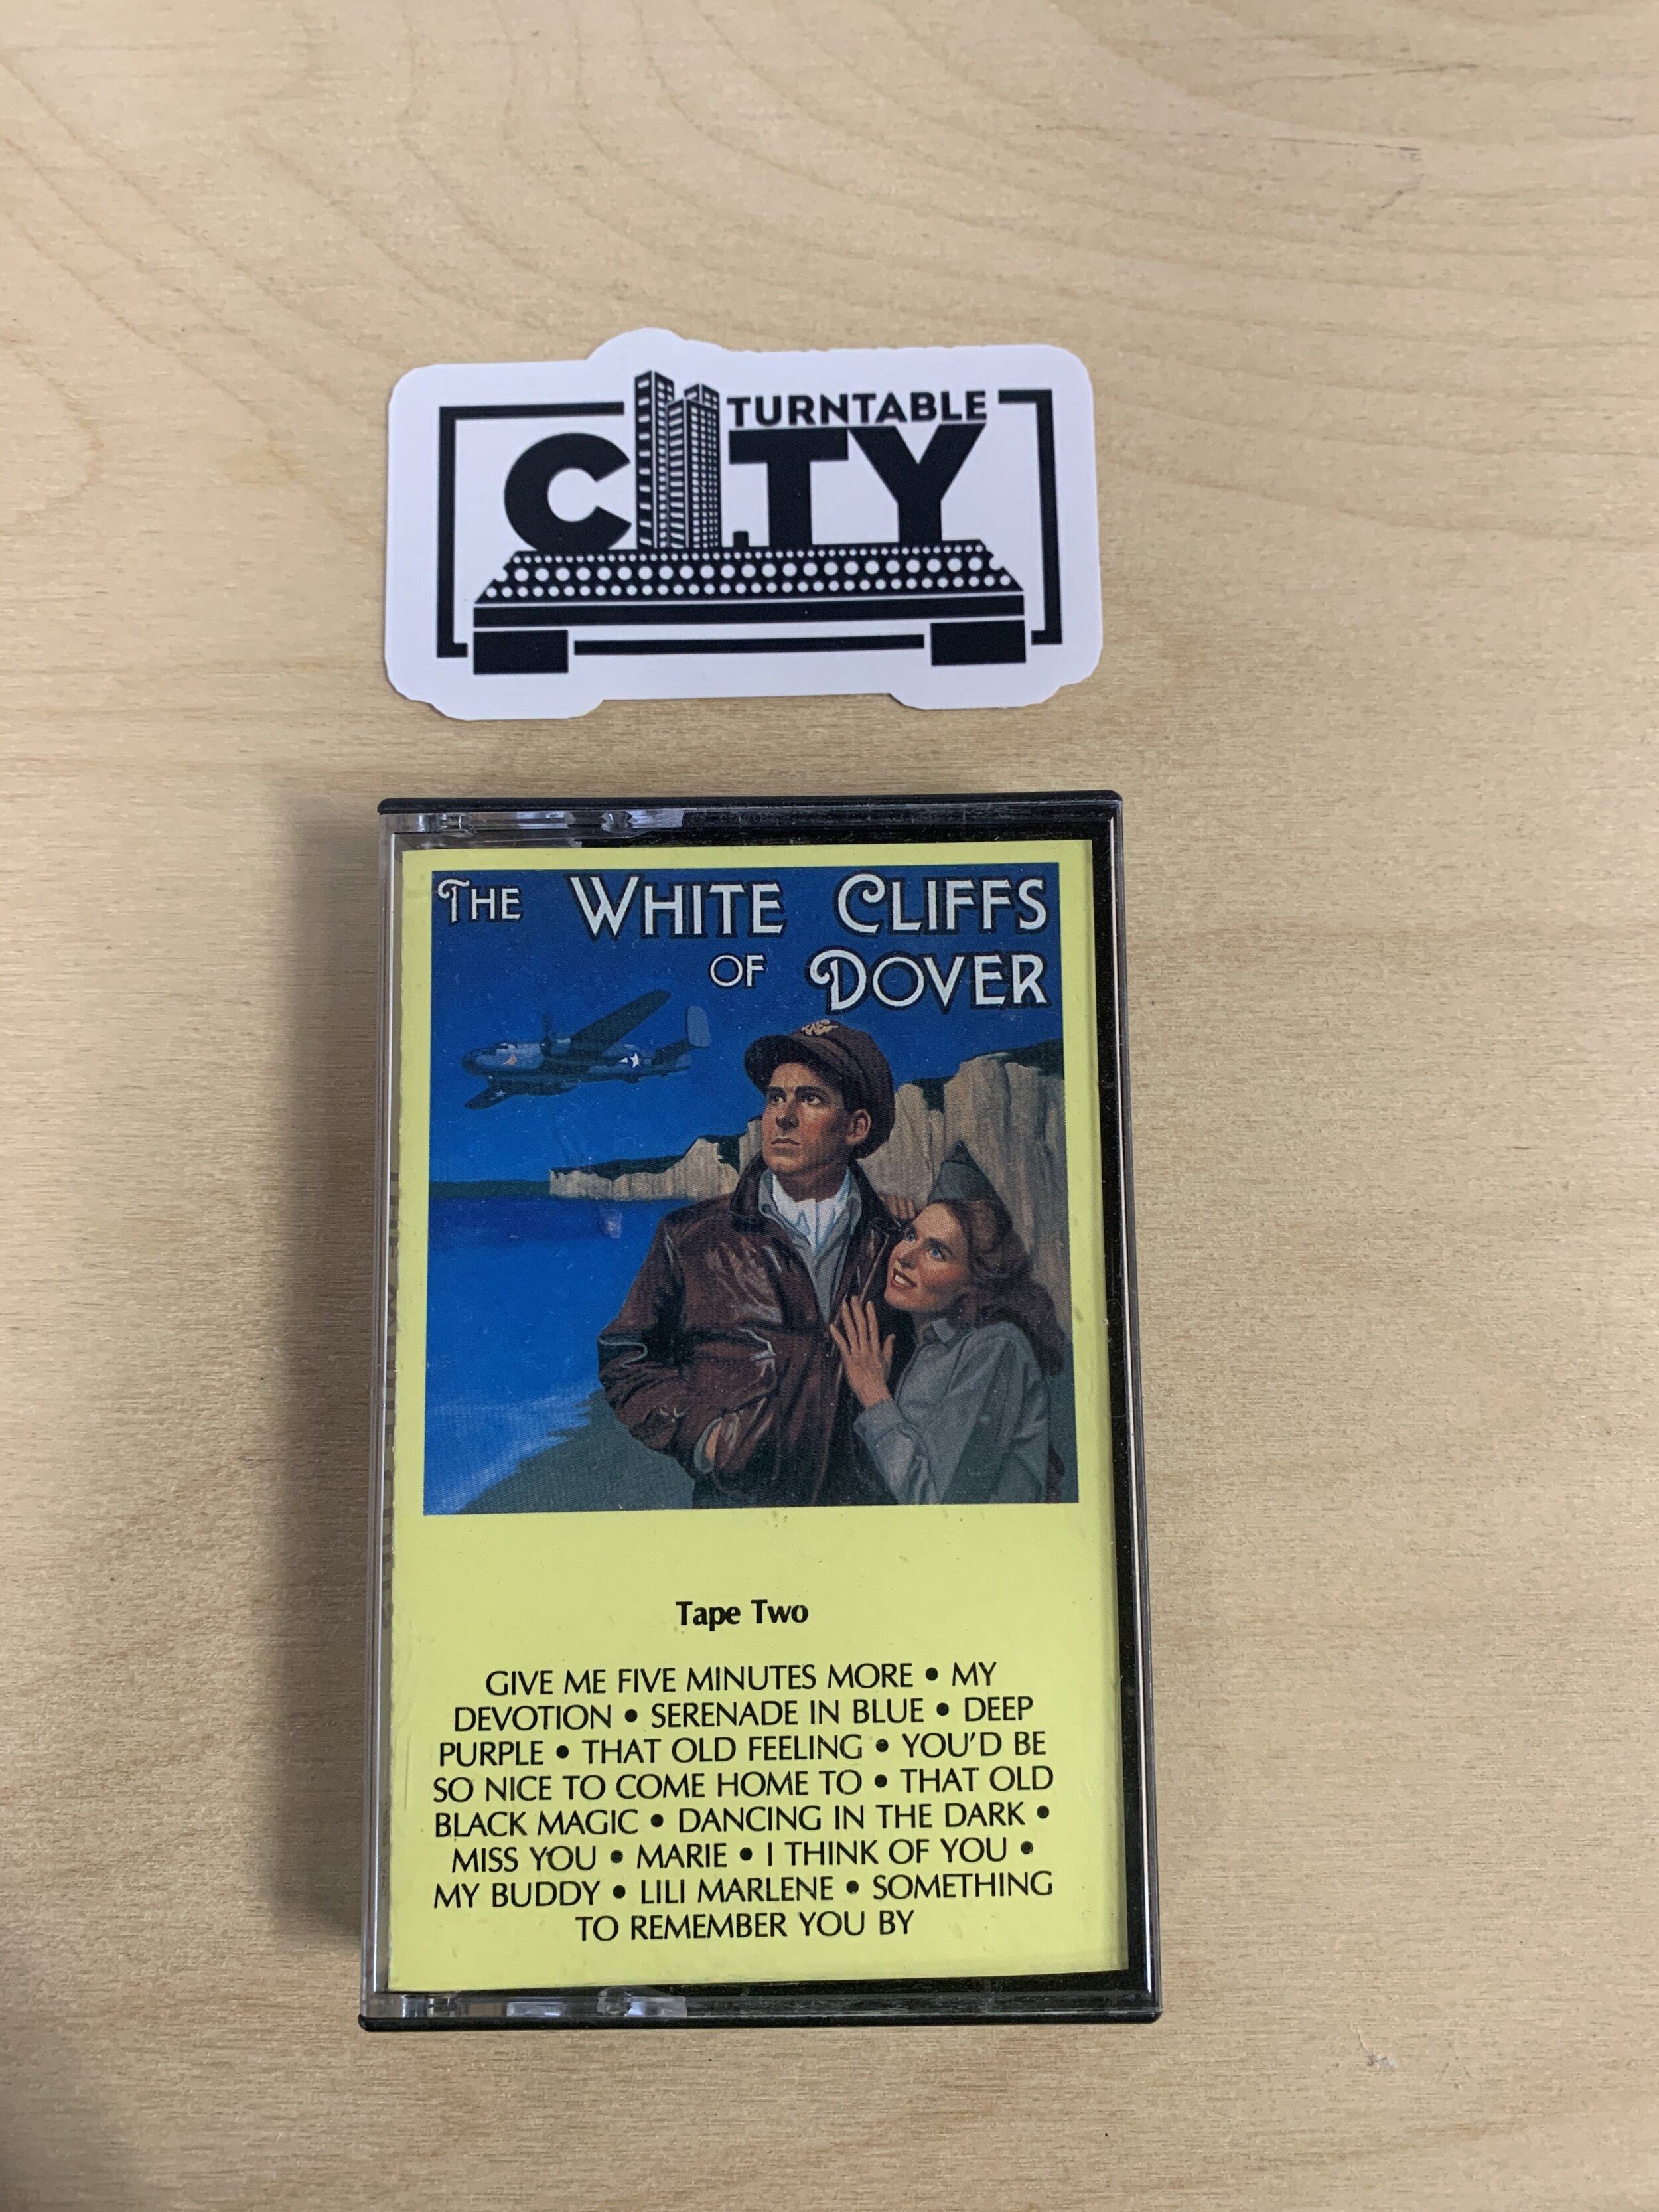 TURNTABLE
CITY
THE WHITE CLIFFS
OF DOVER
Tape Two
GIVE ME FIVE MINUTES MORE • MY
DEVOTION • SERENADE IN BLUE • DEEP
PURPLE • THAT OLD FEELING • YOU'D BE
SO NICE TO COME HOME TO • THAT OLD
BLACK MAGIC • DANCING IN THE DARK •
MISS YOU • MARIE • I THINK OF YOU •
MY BUDDY • LILI MARLENE • SOMETHING
TO REMEMBER YOU BY